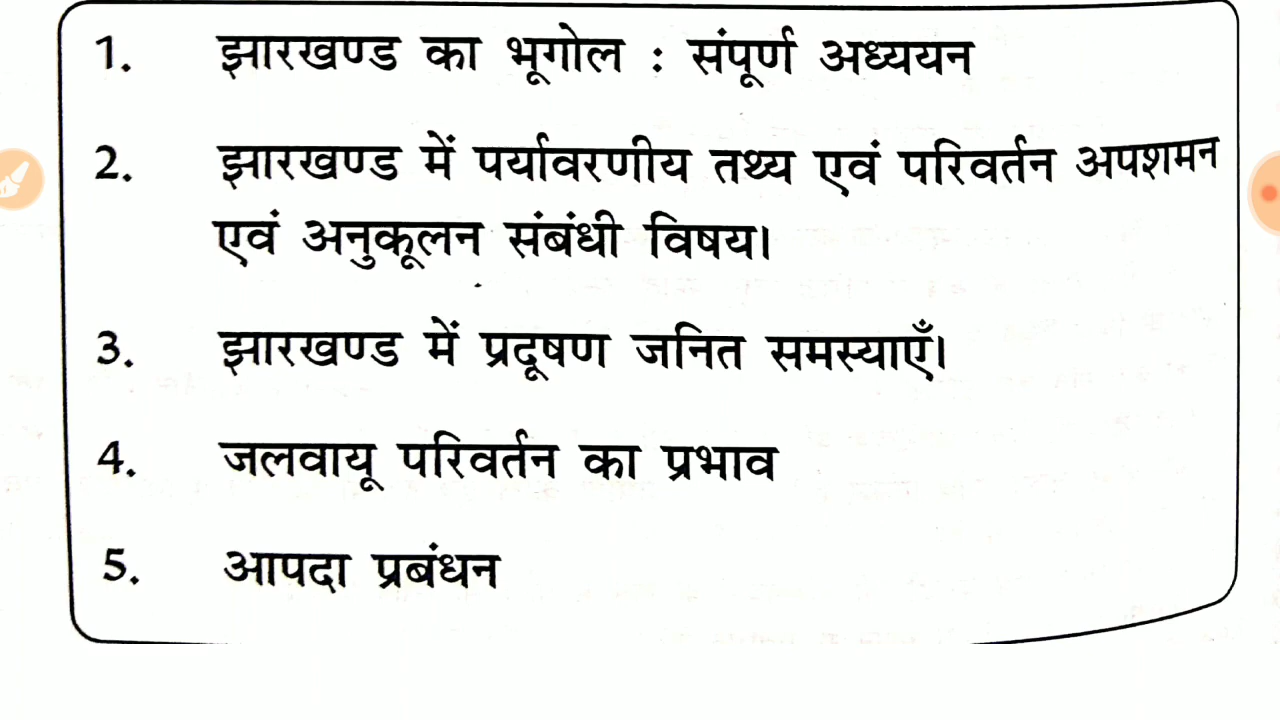 1. झारखण्ड का भूगोल : संपूर्ण अध्ययन
2. झारखण्ड में पर्यावरणीय तथ्य एवं परिवर्तन अपशमन
एवं अनुकूलन संबंधी विषय।
3. झारखण्ड में प्रदूषण जनित समस्याएँ।
4. जलवायू परिवर्तन का प्रभाव
5. आपदा प्रबंधन